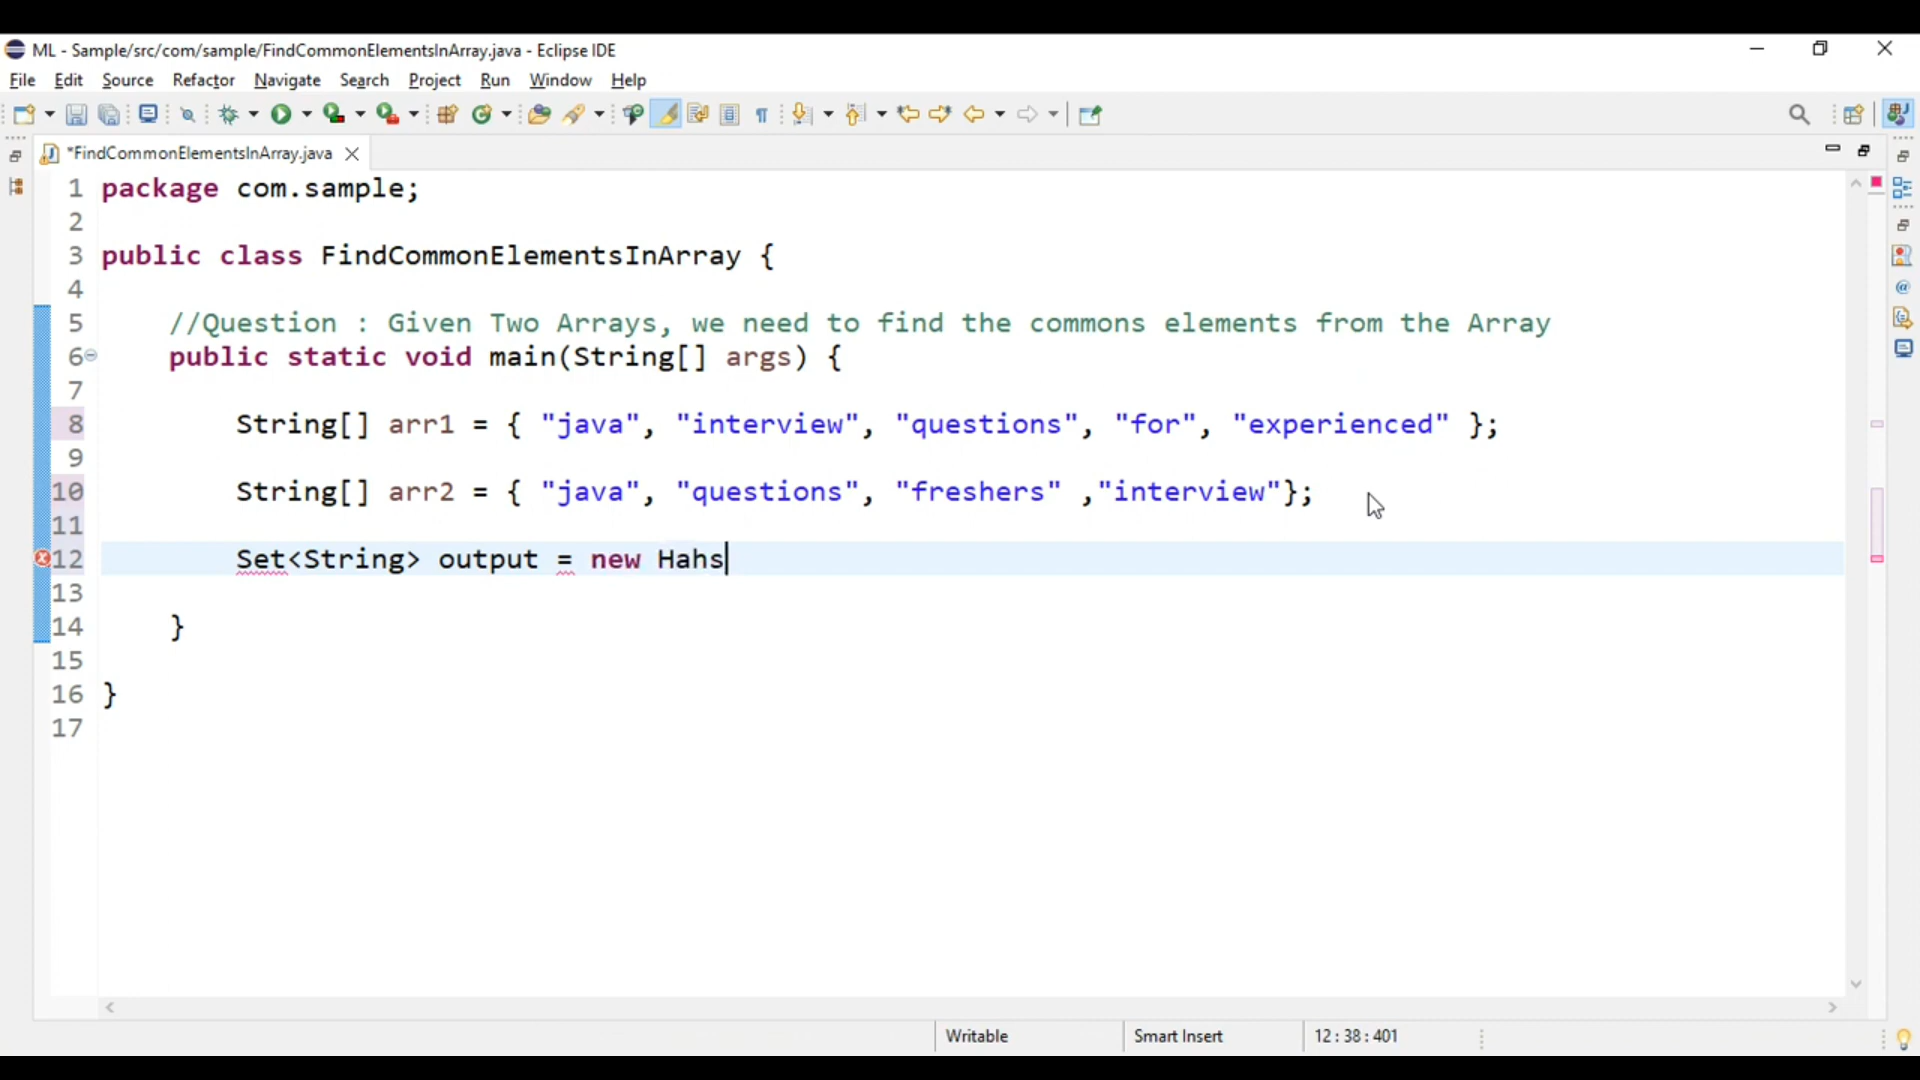 ML - Sample/src/com/sample/FindCommonElementsInArray.java - Eclipse IDE
File Edit Source Refactor Navigate Search Project Run Window Help
*FindCommonElementsInArray.java
1 package com.sample;
2
3 public class FindCommonElementsInArray {
4
5 //Question : Given Two Arrays, we need to find the commons elements from the Array
6 public static void main(String[] args) {
7
8 String[] arr1 = { "java", "interview", "questions", "for", "experienced" };
9
10 String[] arr2 = { "java", "questions", "freshers" ,"interview"};
11
12 Set<String> output = new Hahs
13
14 }
15
16 }
17
Writable Smart Insert 12 : 38 : 401